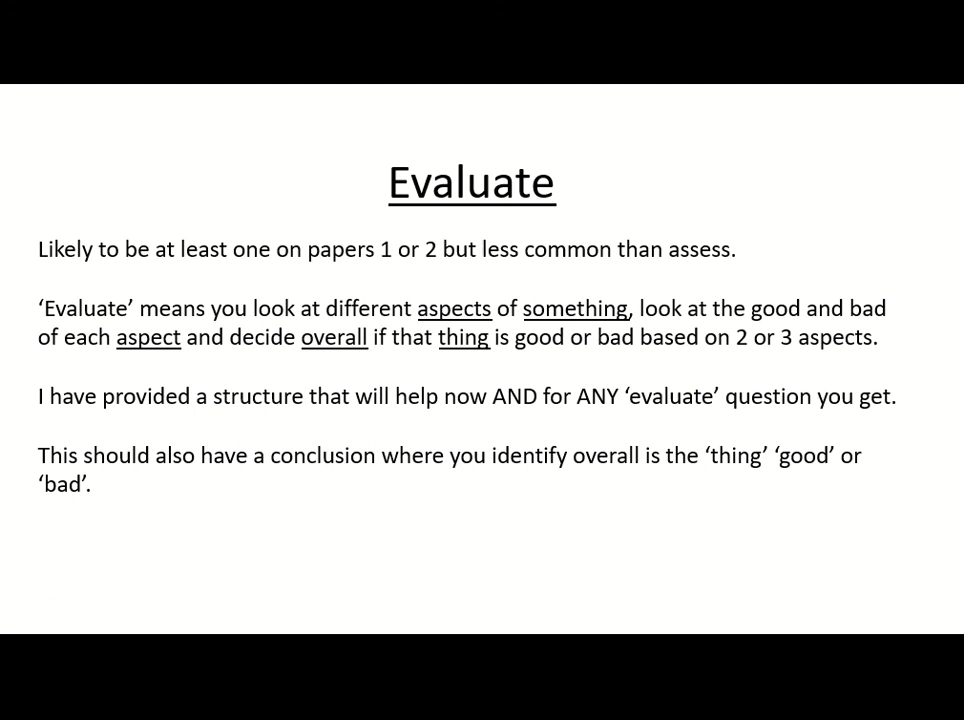 Evaluate
Likely to be at least one on papers 1 or 2 but less common than assess.
‘Evaluate’ means you look at different aspects of something, look at the good and bad
of each aspect and decide overall if that thing is good or bad based on 2 or 3 aspects.
I have provided a structure that will help now AND for ANY ‘evaluate’ question you get.
This should also have a conclusion where you identify overall is the ‘thing’ ‘good’ or
‘bad’.